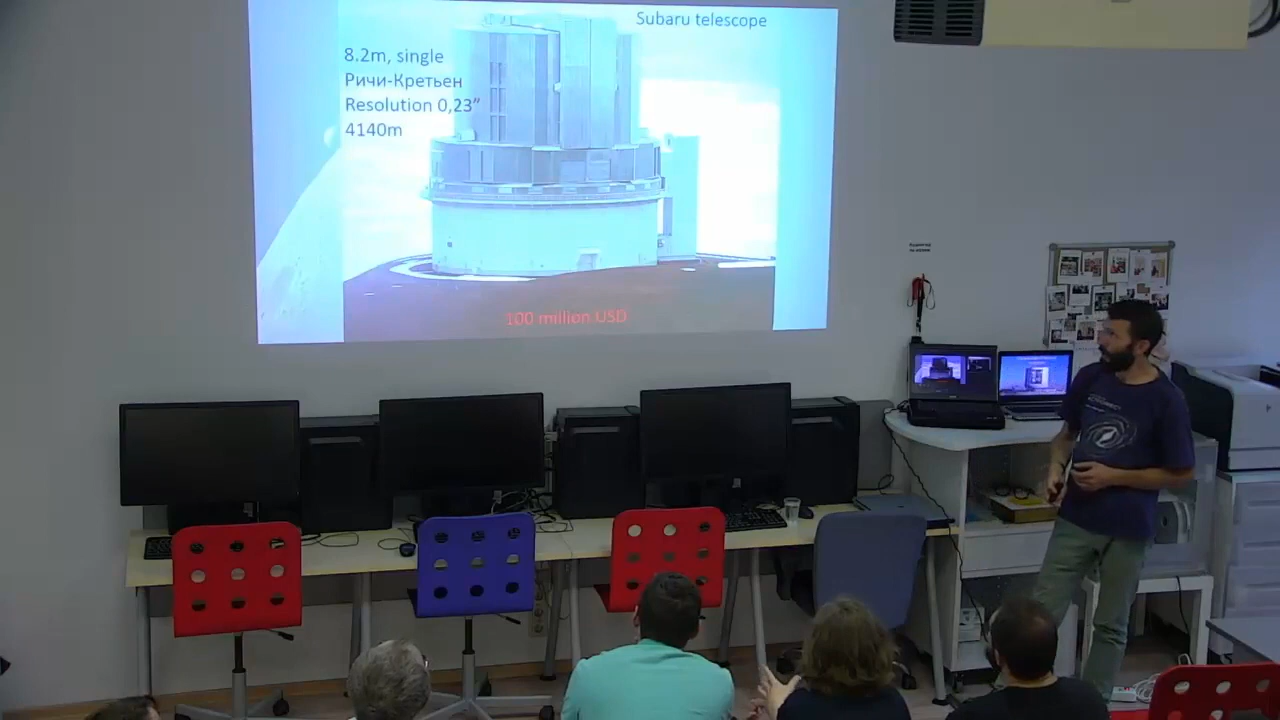 Subaru telescope
8.2m, single
Ричи-Кретьен
Resolution 0,23”
4140m
100 million USD